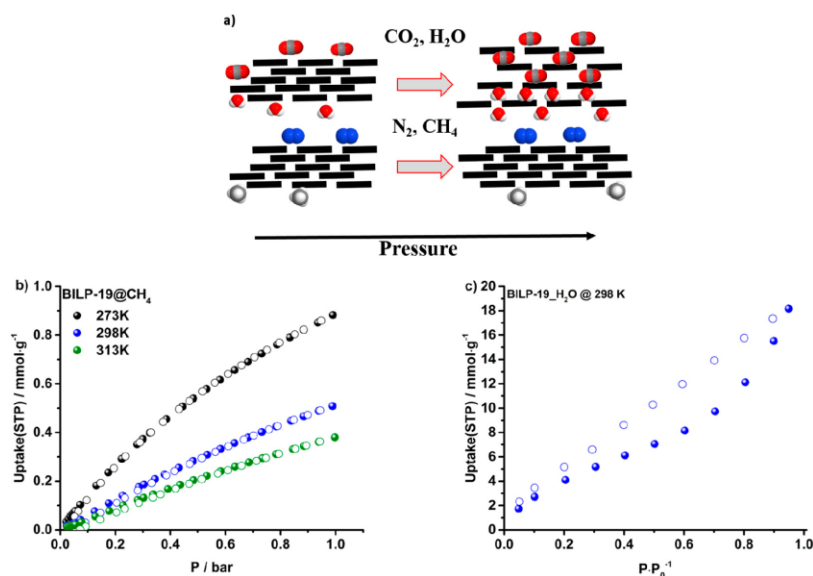 a)
CO₂, H₂O
N₂, CH₄
Pressure
b)
BILP-19@CH₄
273K
298K
313K
Uptake(STP) / mmol·g⁻¹
1.0
0.8
0.6
0.4
0.2
0.0
0.0 0.2 0.4 0.6 0.8 1.0
P / bar
c)
BILP-19_H₂O @ 298 K
Uptake(STP) / mmol·g⁻¹
20
18
16
14
12
10
8
6
4
2
0
0.0 0.2 0.4 0.6 0.8 1.0
P·P₀⁻¹